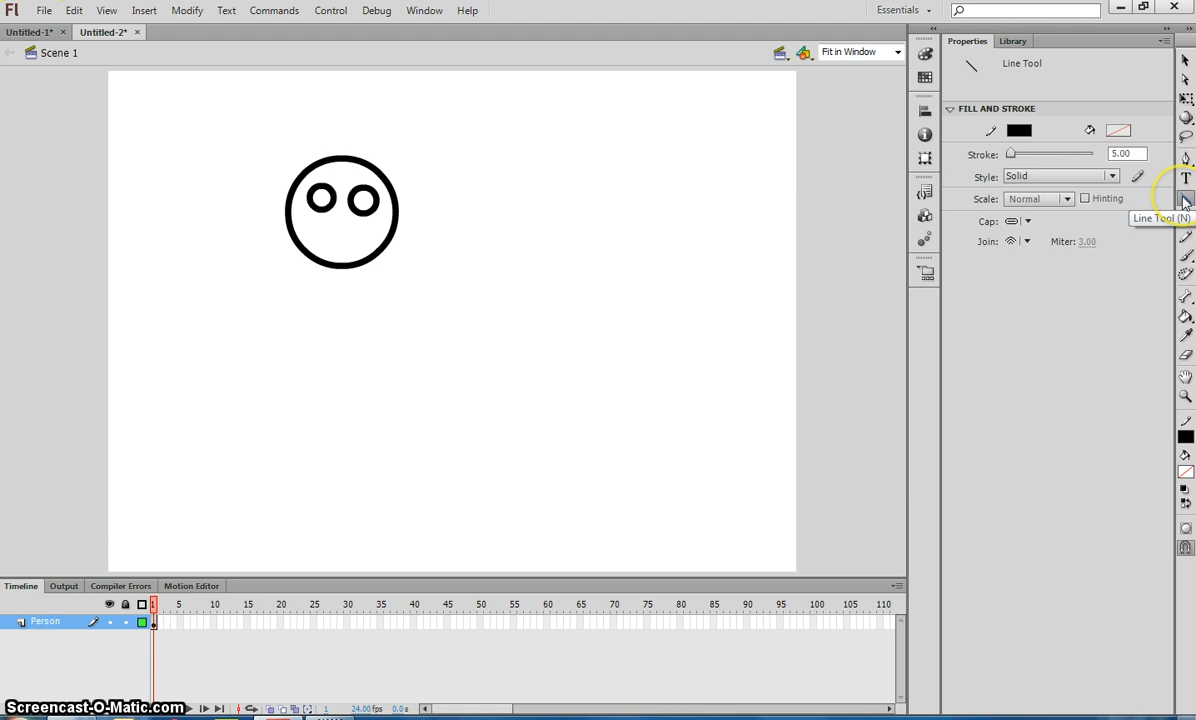 Fl File Edit View Insert Modify Text Commands Control Debug Window Help Essentials
Untitled-1* × Untitled-2* ×
Scene 1 Fit in Window
Properties Library
Line Tool
FILL AND STROKE
Stroke: 5.00
Style: Solid
Scale: Normal Hinting
Cap:
Join: Miter: 3.00
T
Line Tool (N)
Timeline Output Compiler Errors Motion Editor
1 5 10 15 20 25 30 35 40 45 50 55 60 65 70 75 80 85 90 95 100 105 110
Person
1 24.00 fps 0.0 s
Screencast-O-Matic.com